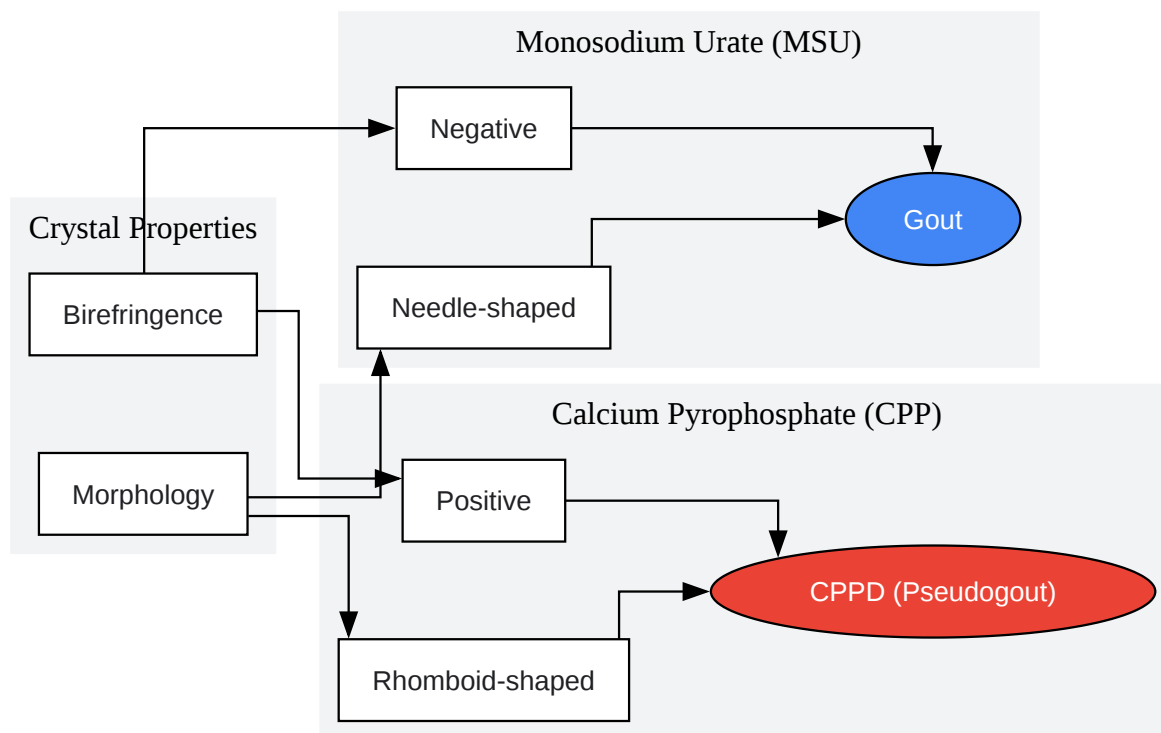 Monosodium Urate (MSU)
Negative
Gout
Needle-shaped
Crystal Properties
Birefringence
Morphology
Calcium Pyrophosphate (CPP)
Positive
CPPD (Pseudogout)
Rhomboid-shaped